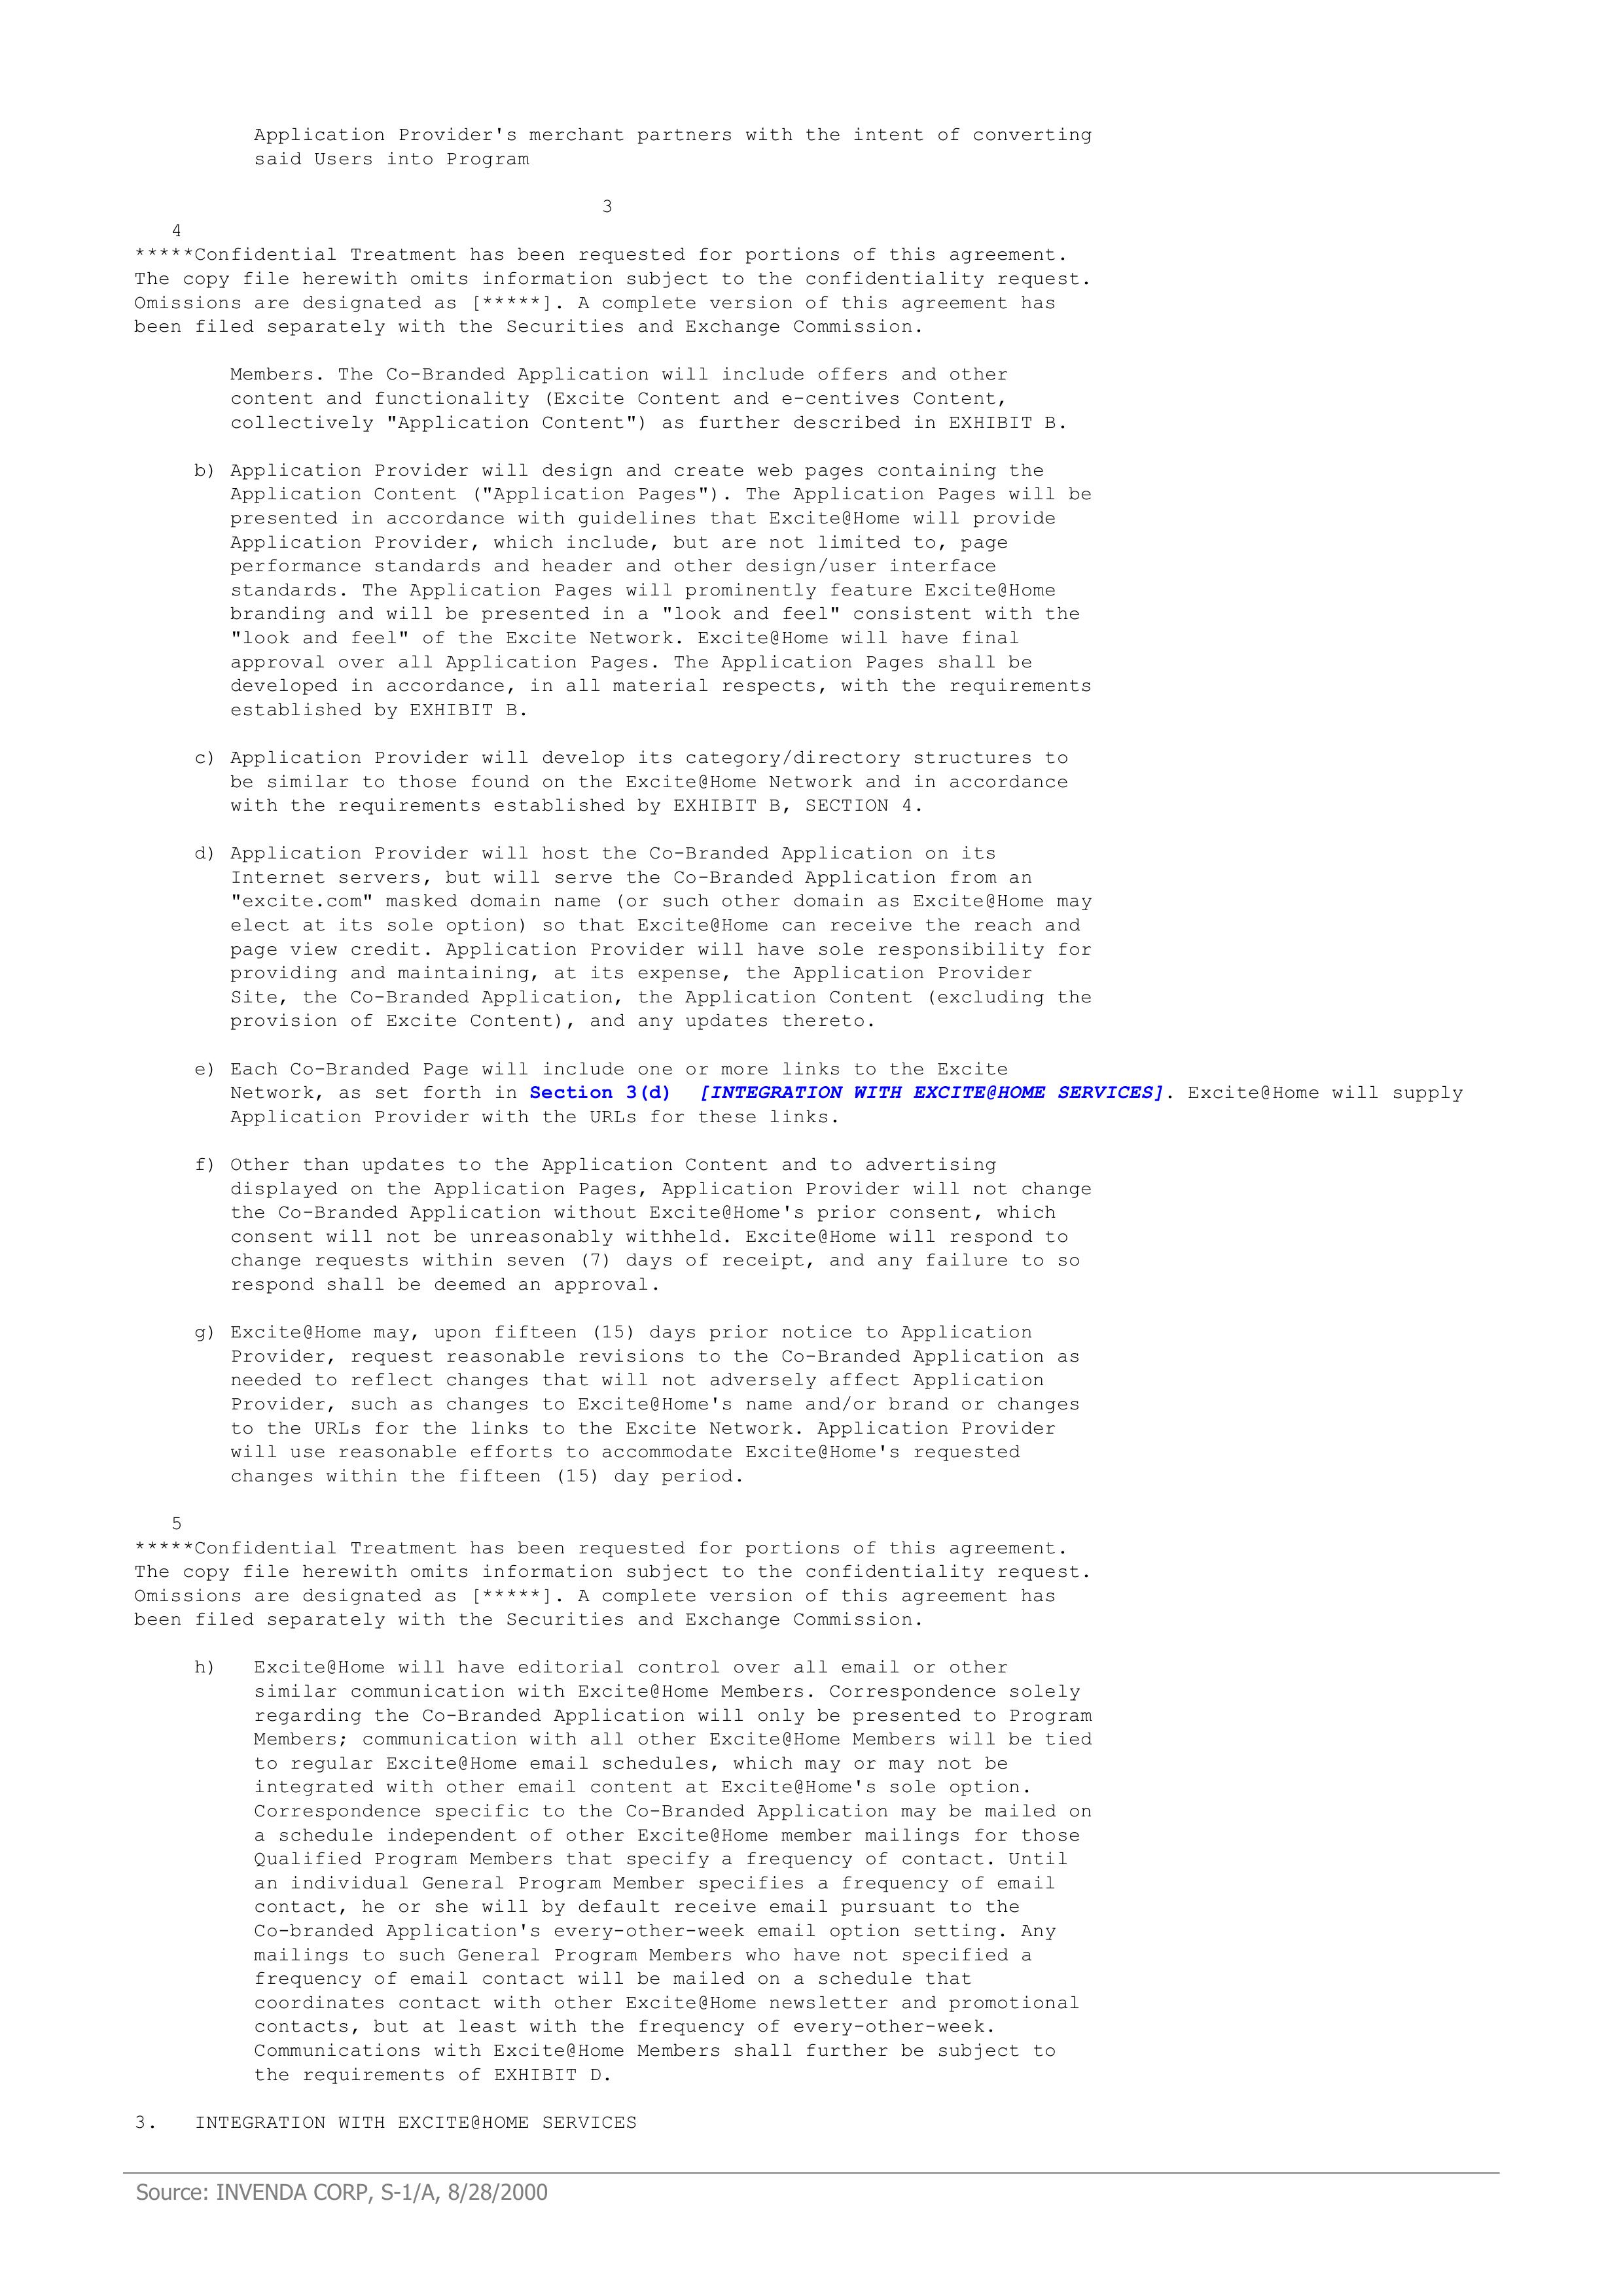 Application Provider's merchant partners with the intent of converting
said Users into Program
3
4
*****Confidential Treatment has been requested for portions of this agreement.
The copy file herewith omits information subject to the confidentiality request.
Omissions are designated as [*****]. A complete version of this agreement has
been filed separately with the Securities and Exchange Commission.
Members. The Co-Branded Application will include offers and other
content and functionality (Excite Content and e-centives Content,
collectively "Application Content") as further described in EXHIBIT B.
b) Application Provider will design and create web pages containing the
Application Content ("Application Pages"). The Application Pages will be
presented in accordance with guidelines that Excite@Home will provide
Application Provider, which include, but are not limited to, page
performance standards and header and other design/user interface
standards. The Application Pages will prominently feature Excite@Home
branding and will be presented in a "look and feel" consistent with the
"look and feel" of the Excite Network. Excite@Home will have final
approval over all Application Pages. The Application Pages shall be
developed in accordance, in all material respects, with the requirements
established by EXHIBIT B.
c) Application Provider will develop its category/directory structures to
be similar to those found on the Excite@Home Network and in accordance
with the requirements established by EXHIBIT B, SECTION 4.
d) Application Provider will host the Co-Branded Application on its
Internet servers, but will serve the Co-Branded Application from an
"excite.com" masked domain name (or such other domain as Excite@Home may
elect at its sole option) so that Excite@Home can receive the reach and
page view credit. Application Provider will have sole responsibility for
providing and maintaining, at its expense, the Application Provider
Site, the Co-Branded Application, the Application Content (excluding the
provision of Excite Content), and any updates thereto.
e) Each Co-Branded Page will include one or more links to the Excite
Network, as set forth in Section 3(d) [INTEGRATION WITH EXCITE@HOME SERVICES]. Excite@Home will supply
Application Provider with the URLs for these links.
f) Other than updates to the Application Content and to advertising
displayed on the Application Pages, Application Provider will not change
the Co-Branded Application without Excite@Home's prior consent, which
consent will not be unreasonably withheld. Excite@Home will respond to
change requests within seven (7) days of receipt, and any failure to so
respond shall be deemed an approval.
g) Excite@Home may, upon fifteen (15) days prior notice to Application
Provider, request reasonable revisions to the Co-Branded Application as
needed to reflect changes that will not adversely affect Application
Provider, such as changes to Excite@Home's name and/or brand or changes
to the URLs for the links to the Excite Network. Application Provider
will use reasonable efforts to accommodate Excite@Home's requested
changes within the fifteen (15) day period.
5
*****Confidential Treatment has been requested for portions of this agreement.
The copy file herewith omits information subject to the confidentiality request.
Omissions are designated as [*****]. A complete version of this agreement has
been filed separately with the Securities and Exchange Commission.
h) Excite@Home will have editorial control over all email or other
similar communication with Excite@Home Members. Correspondence solely
regarding the Co-Branded Application will only be presented to Program
Members; communication with all other Excite@Home Members will be tied
to regular Excite@Home email schedules, which may or may not be
integrated with other email content at Excite@Home's sole option.
Correspondence specific to the Co-Branded Application may be mailed on
a schedule independent of other Excite@Home member mailings for those
Qualified Program Members that specify a frequency of contact. Until
an individual General Program Member specifies a frequency of email
contact, he or she will by default receive email pursuant to the
Co-branded Application's every-other-week email option setting. Any
mailings to such General Program Members who have not specified a
frequency of email contact will be mailed on a schedule that
coordinates contact with other Excite@Home newsletter and promotional
contacts, but at least with the frequency of every-other-week.
Communications with Excite@Home Members shall further be subject to
the requirements of EXHIBIT D.
3. INTEGRATION WITH EXCITE@HOME SERVICES
Source: INVENDA CORP, S-1/A, 8/28/2000